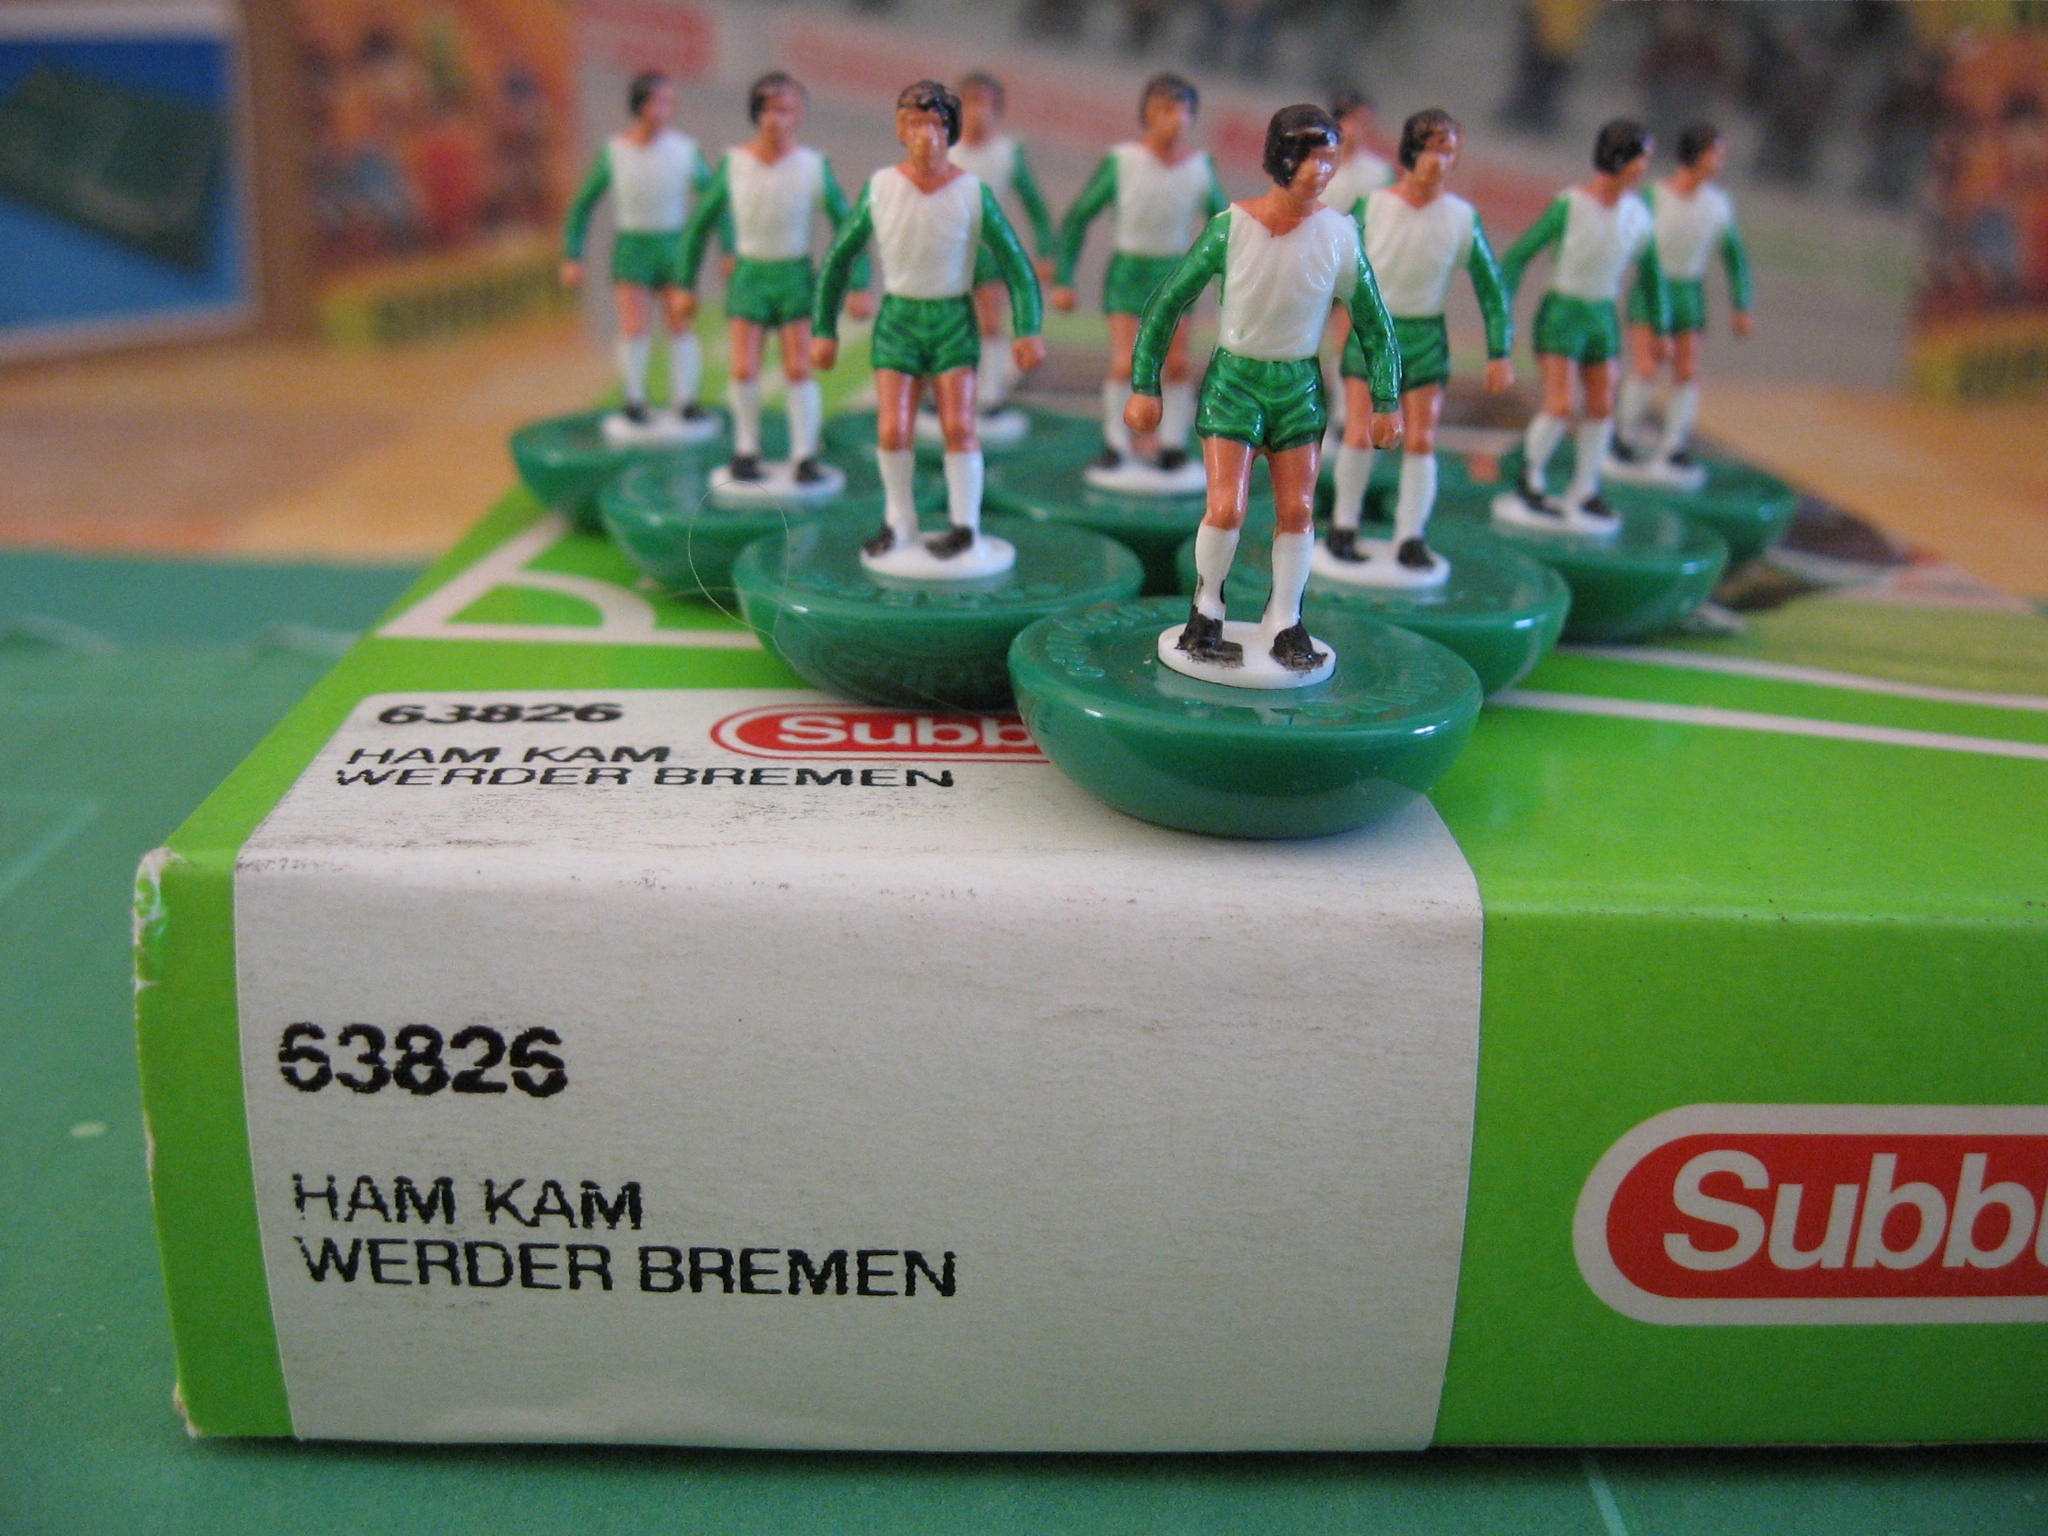 63826
Subb
HAM KAM
WERDER BREMEN
63826
HAM KAM
WERDER BREMEN
Subb